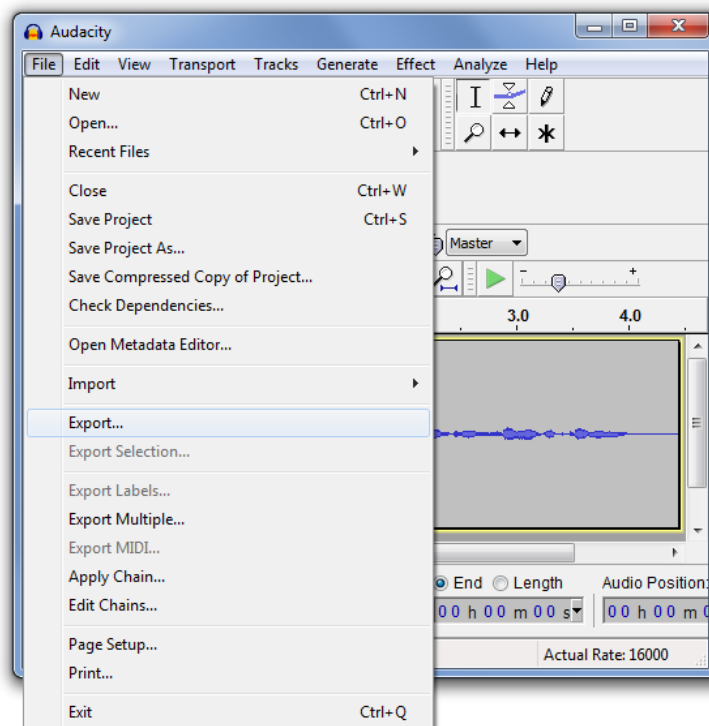 Audacity
File Edit View Transport Tracks Generate Effect Analyze Help
New Ctrl+N
Open... Ctrl+O
Recent Files
Close Ctrl+W
Save Project Ctrl+S
Save Project As...
Master
Save Compressed Copy of Project...
Check Dependencies...
3.0 4.0
Open Metadata Editor...
Import
Export...
Export Selection...
Export Labels...
Export Multiple...
Export MIDI...
Apply Chain...
End Length Audio Position:
Edit Chains...
00 h 00 m 00 s 00 h 00 m 0
Page Setup...
Actual Rate: 16000
Print...
Exit Ctrl+Q